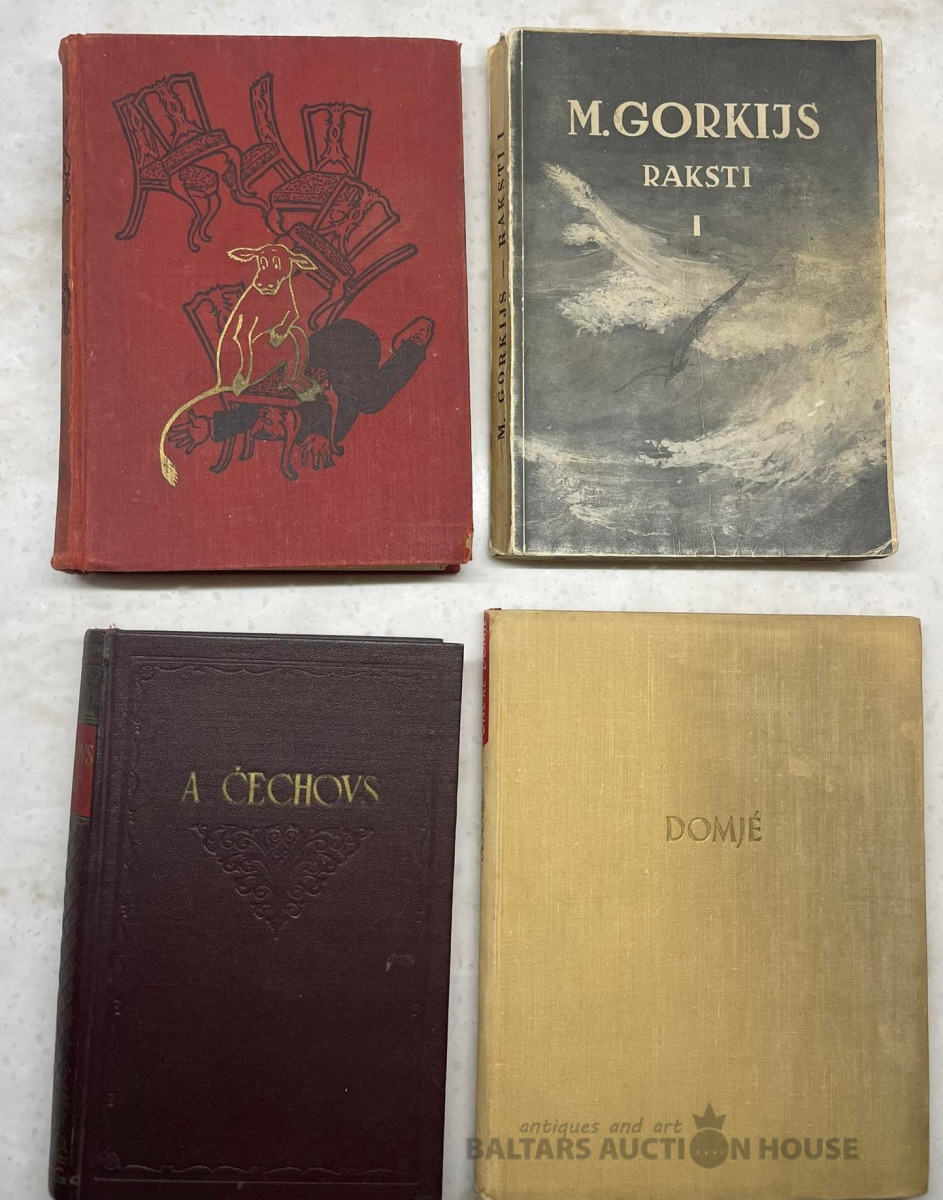 M.GORKIJS
RAKSTI
I
M. GORKIJS — RAKSTI I
A ČECHOVS
DOMJÉ
antiques and art
BALTARS AUCTION HOUSE